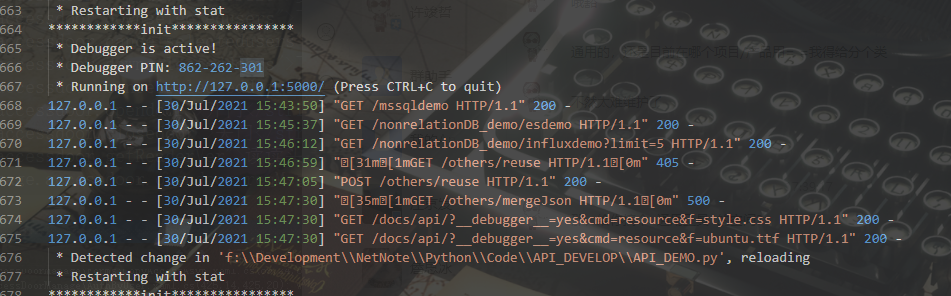 663 * Restarting with stat
664 ************init****************
665 * Debugger is active!
666 * Debugger PIN: 862-262-301
667 * Running on http://127.0.0.1:5000/ (Press CTRL+C to quit)
668 127.0.0.1 - - [30/Jul/2021 15:43:50] "GET /mssqldemo HTTP/1.1" 200 -
669 127.0.0.1 - - [30/Jul/2021 15:45:37] "GET /nonrelationDB_demo/esdemo HTTP/1.1" 200 -
670 127.0.0.1 - - [30/Jul/2021 15:46:12] "GET /nonrelationDB_demo/influxdemo?limit=5 HTTP/1.1" 200 -
671 127.0.0.1 - - [30/Jul/2021 15:46:59] "[31m[1mGET /others/reuse HTTP/1.1[0m" 405 -
672 127.0.0.1 - - [30/Jul/2021 15:47:05] "POST /others/reuse HTTP/1.1" 200 -
673 127.0.0.1 - - [30/Jul/2021 15:47:30] "[35m[1mGET /others/mergeJson HTTP/1.1[0m" 500 -
674 127.0.0.1 - - [30/Jul/2021 15:47:30] "GET /docs/api/?__debugger__=yes&cmd=resource&f=style.css HTTP/1.1" 200 -
675 127.0.0.1 - - [30/Jul/2021 15:47:30] "GET /docs/api/?__debugger__=yes&cmd=resource&f=ubuntu.ttf HTTP/1.1" 200 -
676 * Detected change in 'f:\\Development\\NetNote\\Python\\Code\\API_DEVELOP\\API_DEMO.py', reloading
677 * Restarting with stat
678 ************init****************